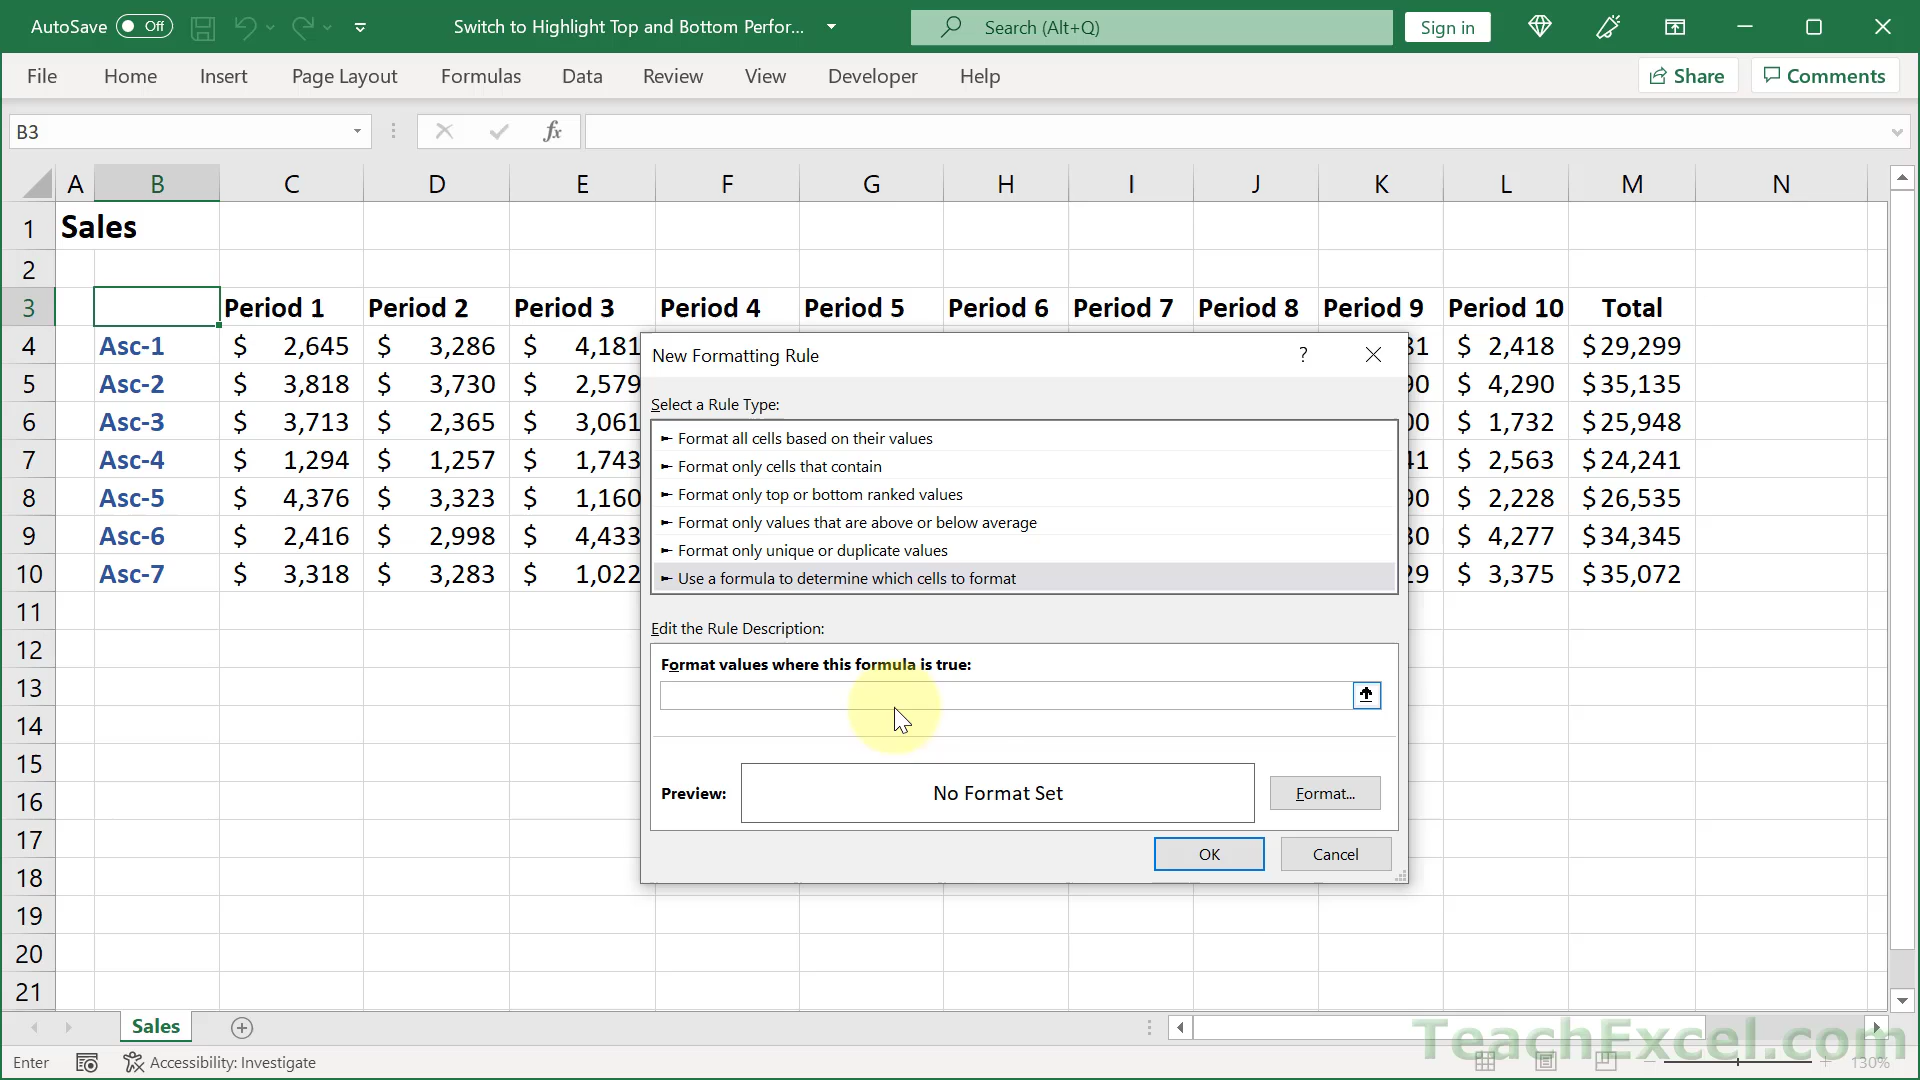 AutoSave Off Switch to Highlight Top and Bottom Perfor... Search (Alt+Q) Sign in
File Home Insert Page Layout Formulas Data Review View Developer Help Share Comments
B3 fx
A B C D E F G H I J K L M N
1 Sales
2
3 Period 1 Period 2 Period 3 Period 4 Period 5 Period 6 Period 7 Period 8 Period 9 Period 10 Total
4 Asc-1 $ 2,645 $ 3,286 $ 4,181 31 $ 2,418 $29,299
5 Asc-2 $ 3,818 $ 3,730 $ 2,579 90 $ 4,290 $35,135
6 Asc-3 $ 3,713 $ 2,365 $ 3,061 00 $ 1,732 $25,948
7 Asc-4 $ 1,294 $ 1,257 $ 1,743 41 $ 2,563 $24,241
8 Asc-5 $ 4,376 $ 3,323 $ 1,160 90 $ 2,228 $26,535
9 Asc-6 $ 2,416 $ 2,998 $ 4,433 30 $ 4,277 $34,345
10 Asc-7 $ 3,318 $ 3,283 $ 1,022 29 $ 3,375 $35,072
11
12
13
14
15
16
17
18
19
20
21
New Formatting Rule ?
Select a Rule Type:
Format all cells based on their values
Format only cells that contain
Format only top or bottom ranked values
Format only values that are above or below average
Format only unique or duplicate values
Use a formula to determine which cells to format
Edit the Rule Description:
Format values where this formula is true:
Preview: No Format Set Format...
OK Cancel
Sales
TeachExcel.com
Enter Accessibility: Investigate 130%